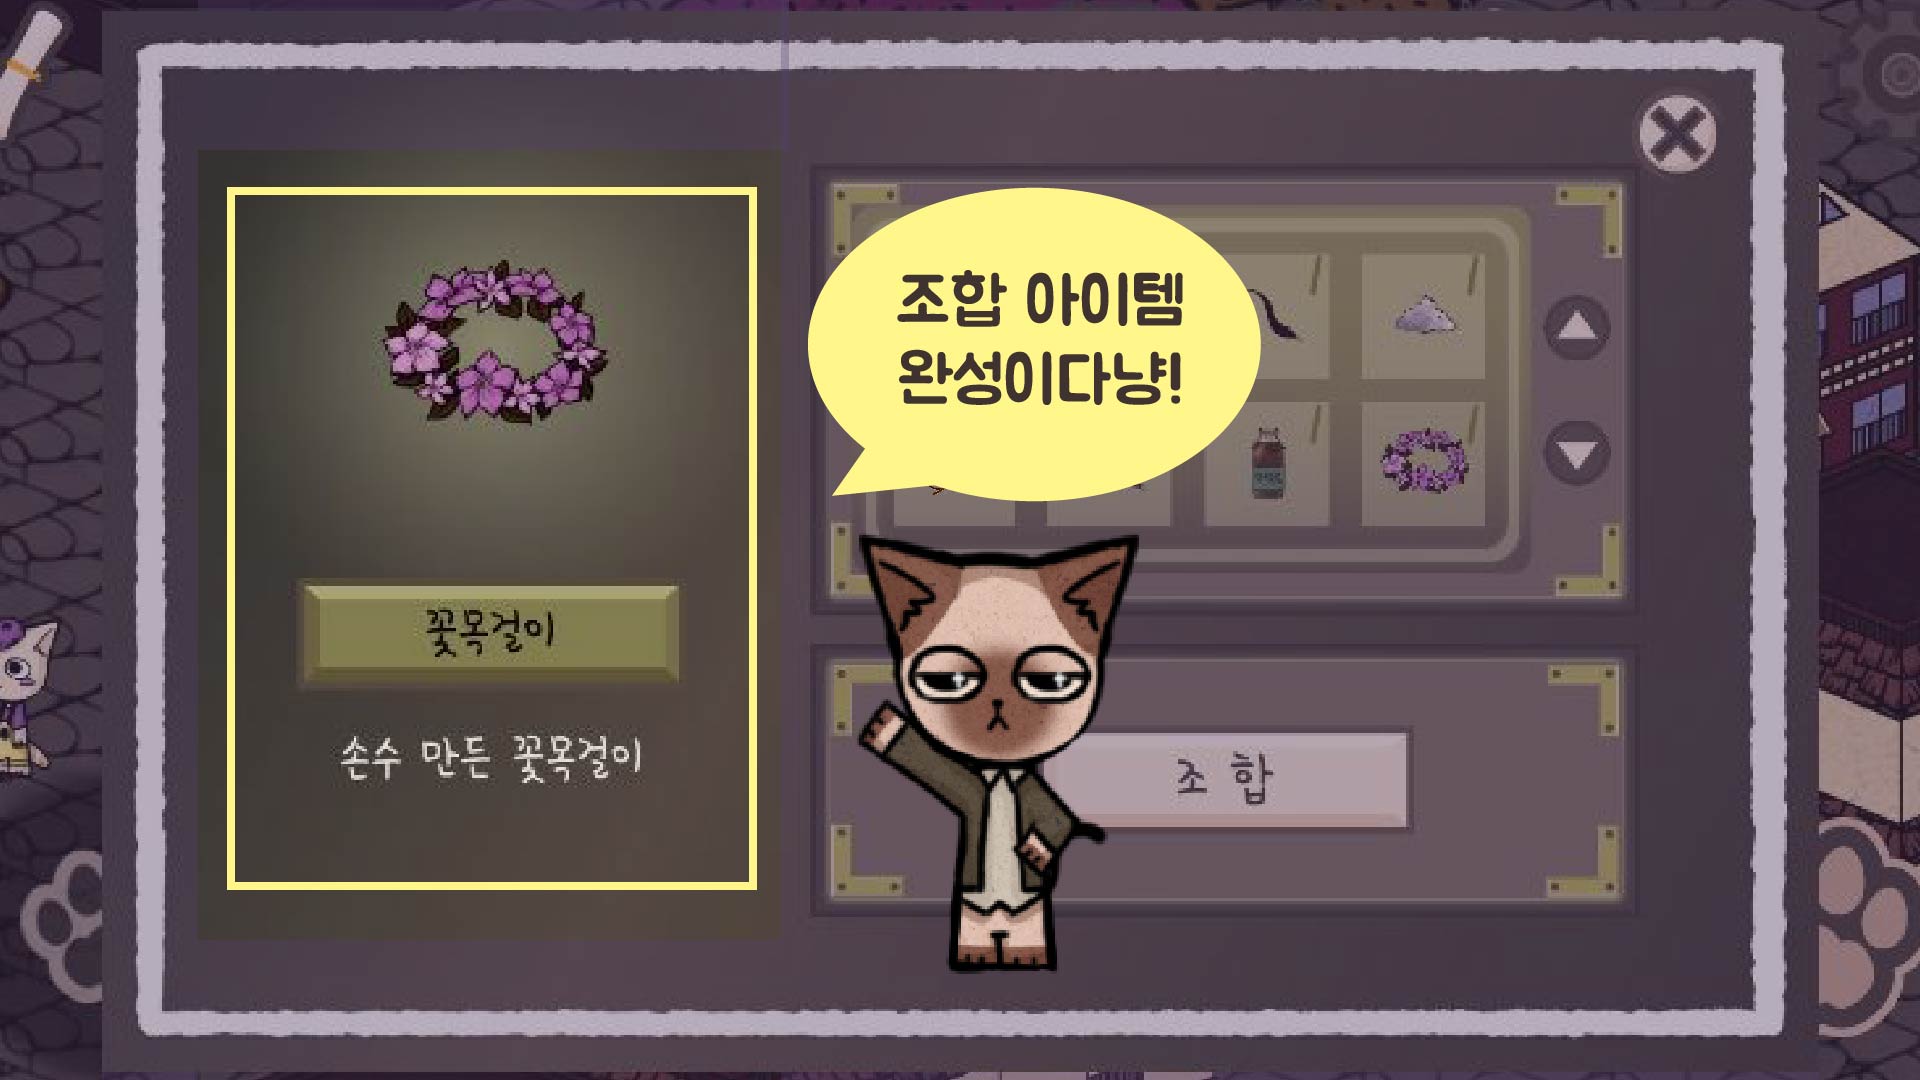 조합 아이템
완성이다냥!
꽃목걸이
손수 만든 꽃목걸이
조 합